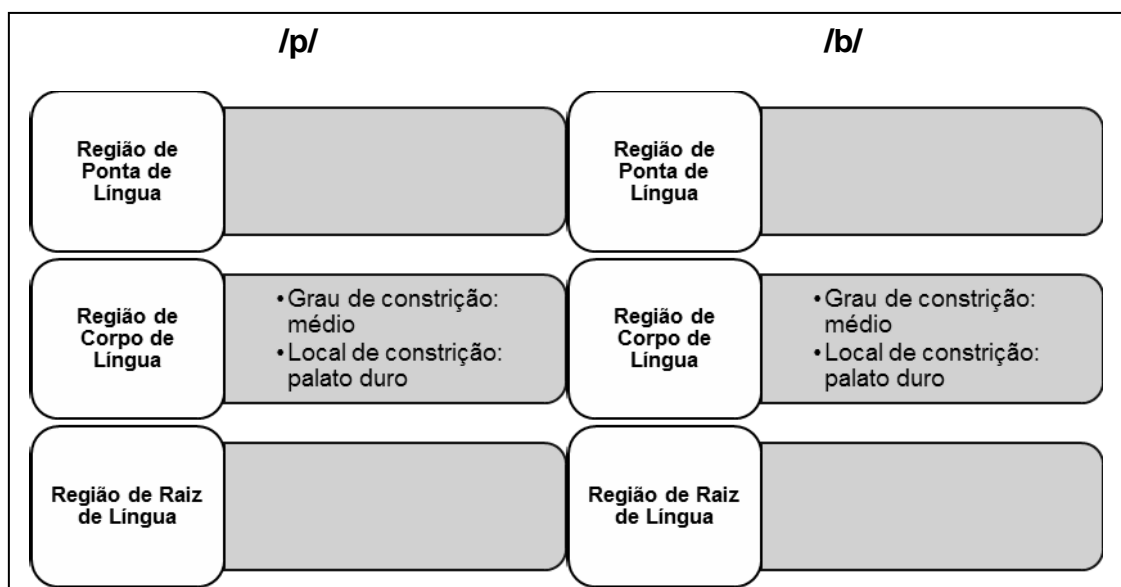 /p/
/b/
Região de
Ponta de
Língua
Região de
Ponta de
Língua
Região de
Corpo de
Língua
•Grau de constrição:
médio
•Local de constrição:
palato duro
Região de
Corpo de
Língua
•Grau de constrição:
médio
•Local de constrição:
palato duro
Região de Raiz
de Língua
Região de Raiz
de Língua